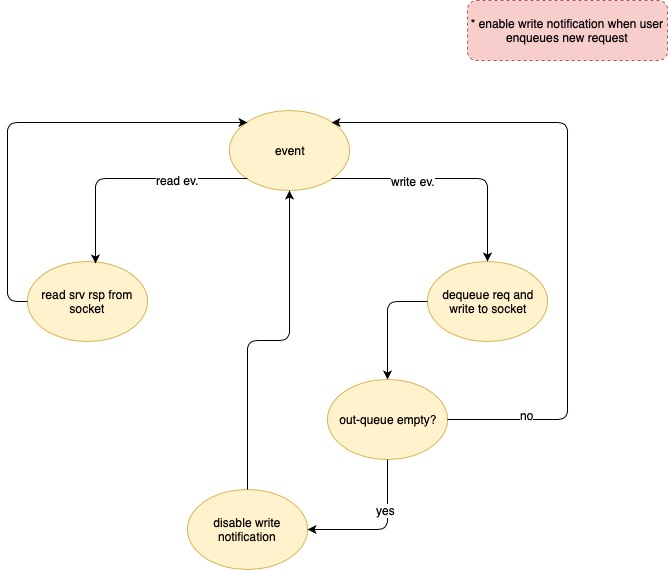 * enable write notification when user
enqueues new request
event
read ev.
write ev.
read srv rsp from
socket
dequeue req and
write to socket
out-queue empty?
no
yes
disable write
notification